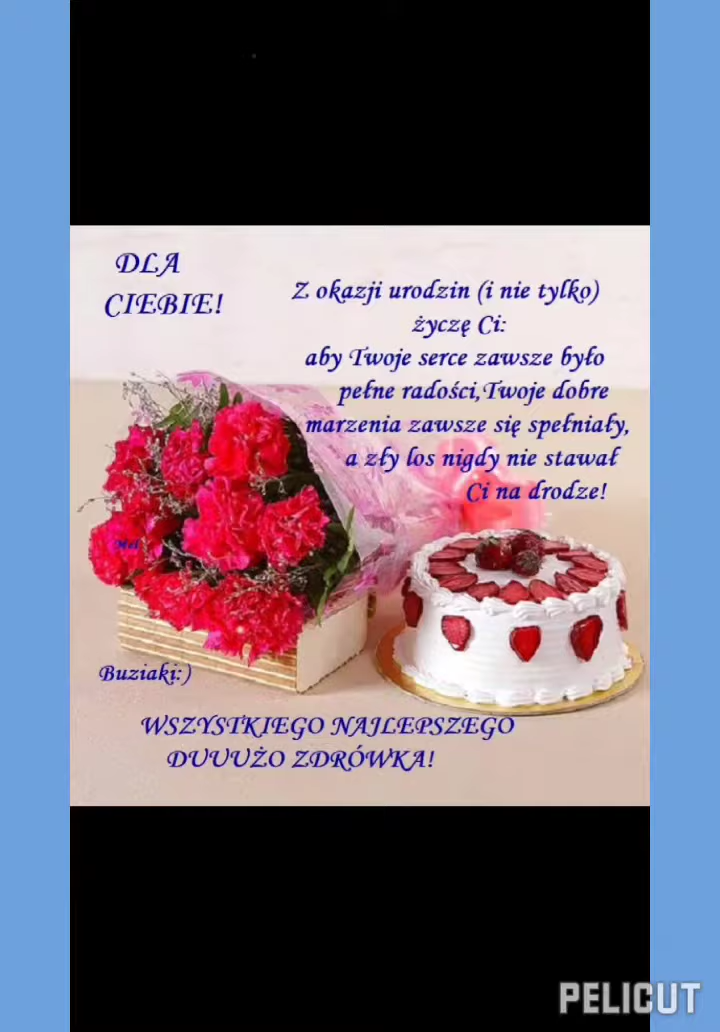 DLA
CIEBIE!
Z okazji urodzin (i nie tylko)
życzę Ci:
aby Twoje serce zawsze było
pełne radości,Twoje dobre
marzenia zawsze się spełniały,
a zły los nigdy nie stawał
Ci na drodze!
Mel
Buziaki:)
WSZYSTKIEGO NAJLEPSZEGO
DUUUŻO ZDRÓWKA!
PELICUT